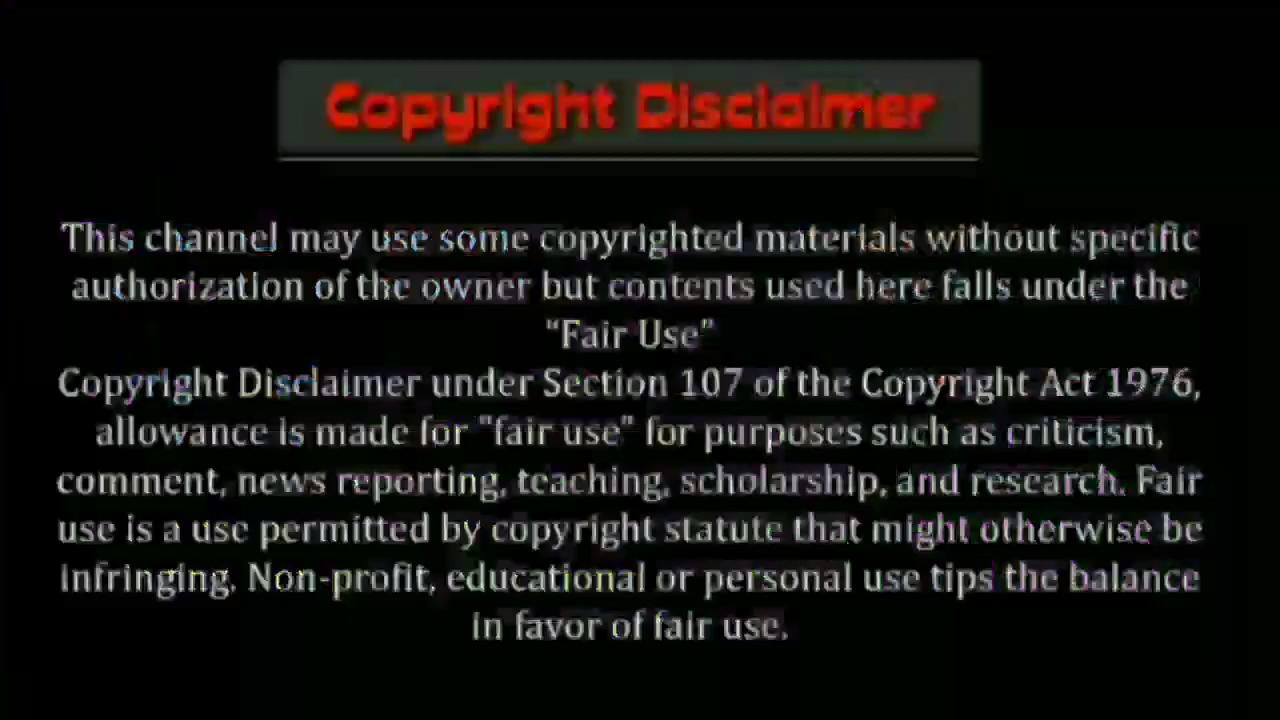 Copyright Disclaimer
This channel may use some copyrighted materials without specific
authorization of the owner but contents used here falls under the
"Fair Use"
Copyright Disclaimer under Section 107 of the Copyright Act 1976,
allowance is made for "fair use" for purposes such as criticism,
comment, news reporting, teaching, scholarship, and research. Fair
use is a use permitted by copyright statute that might otherwise be
infringing. Non-profit, educational or personal use tips the balance
in favor of fair use.